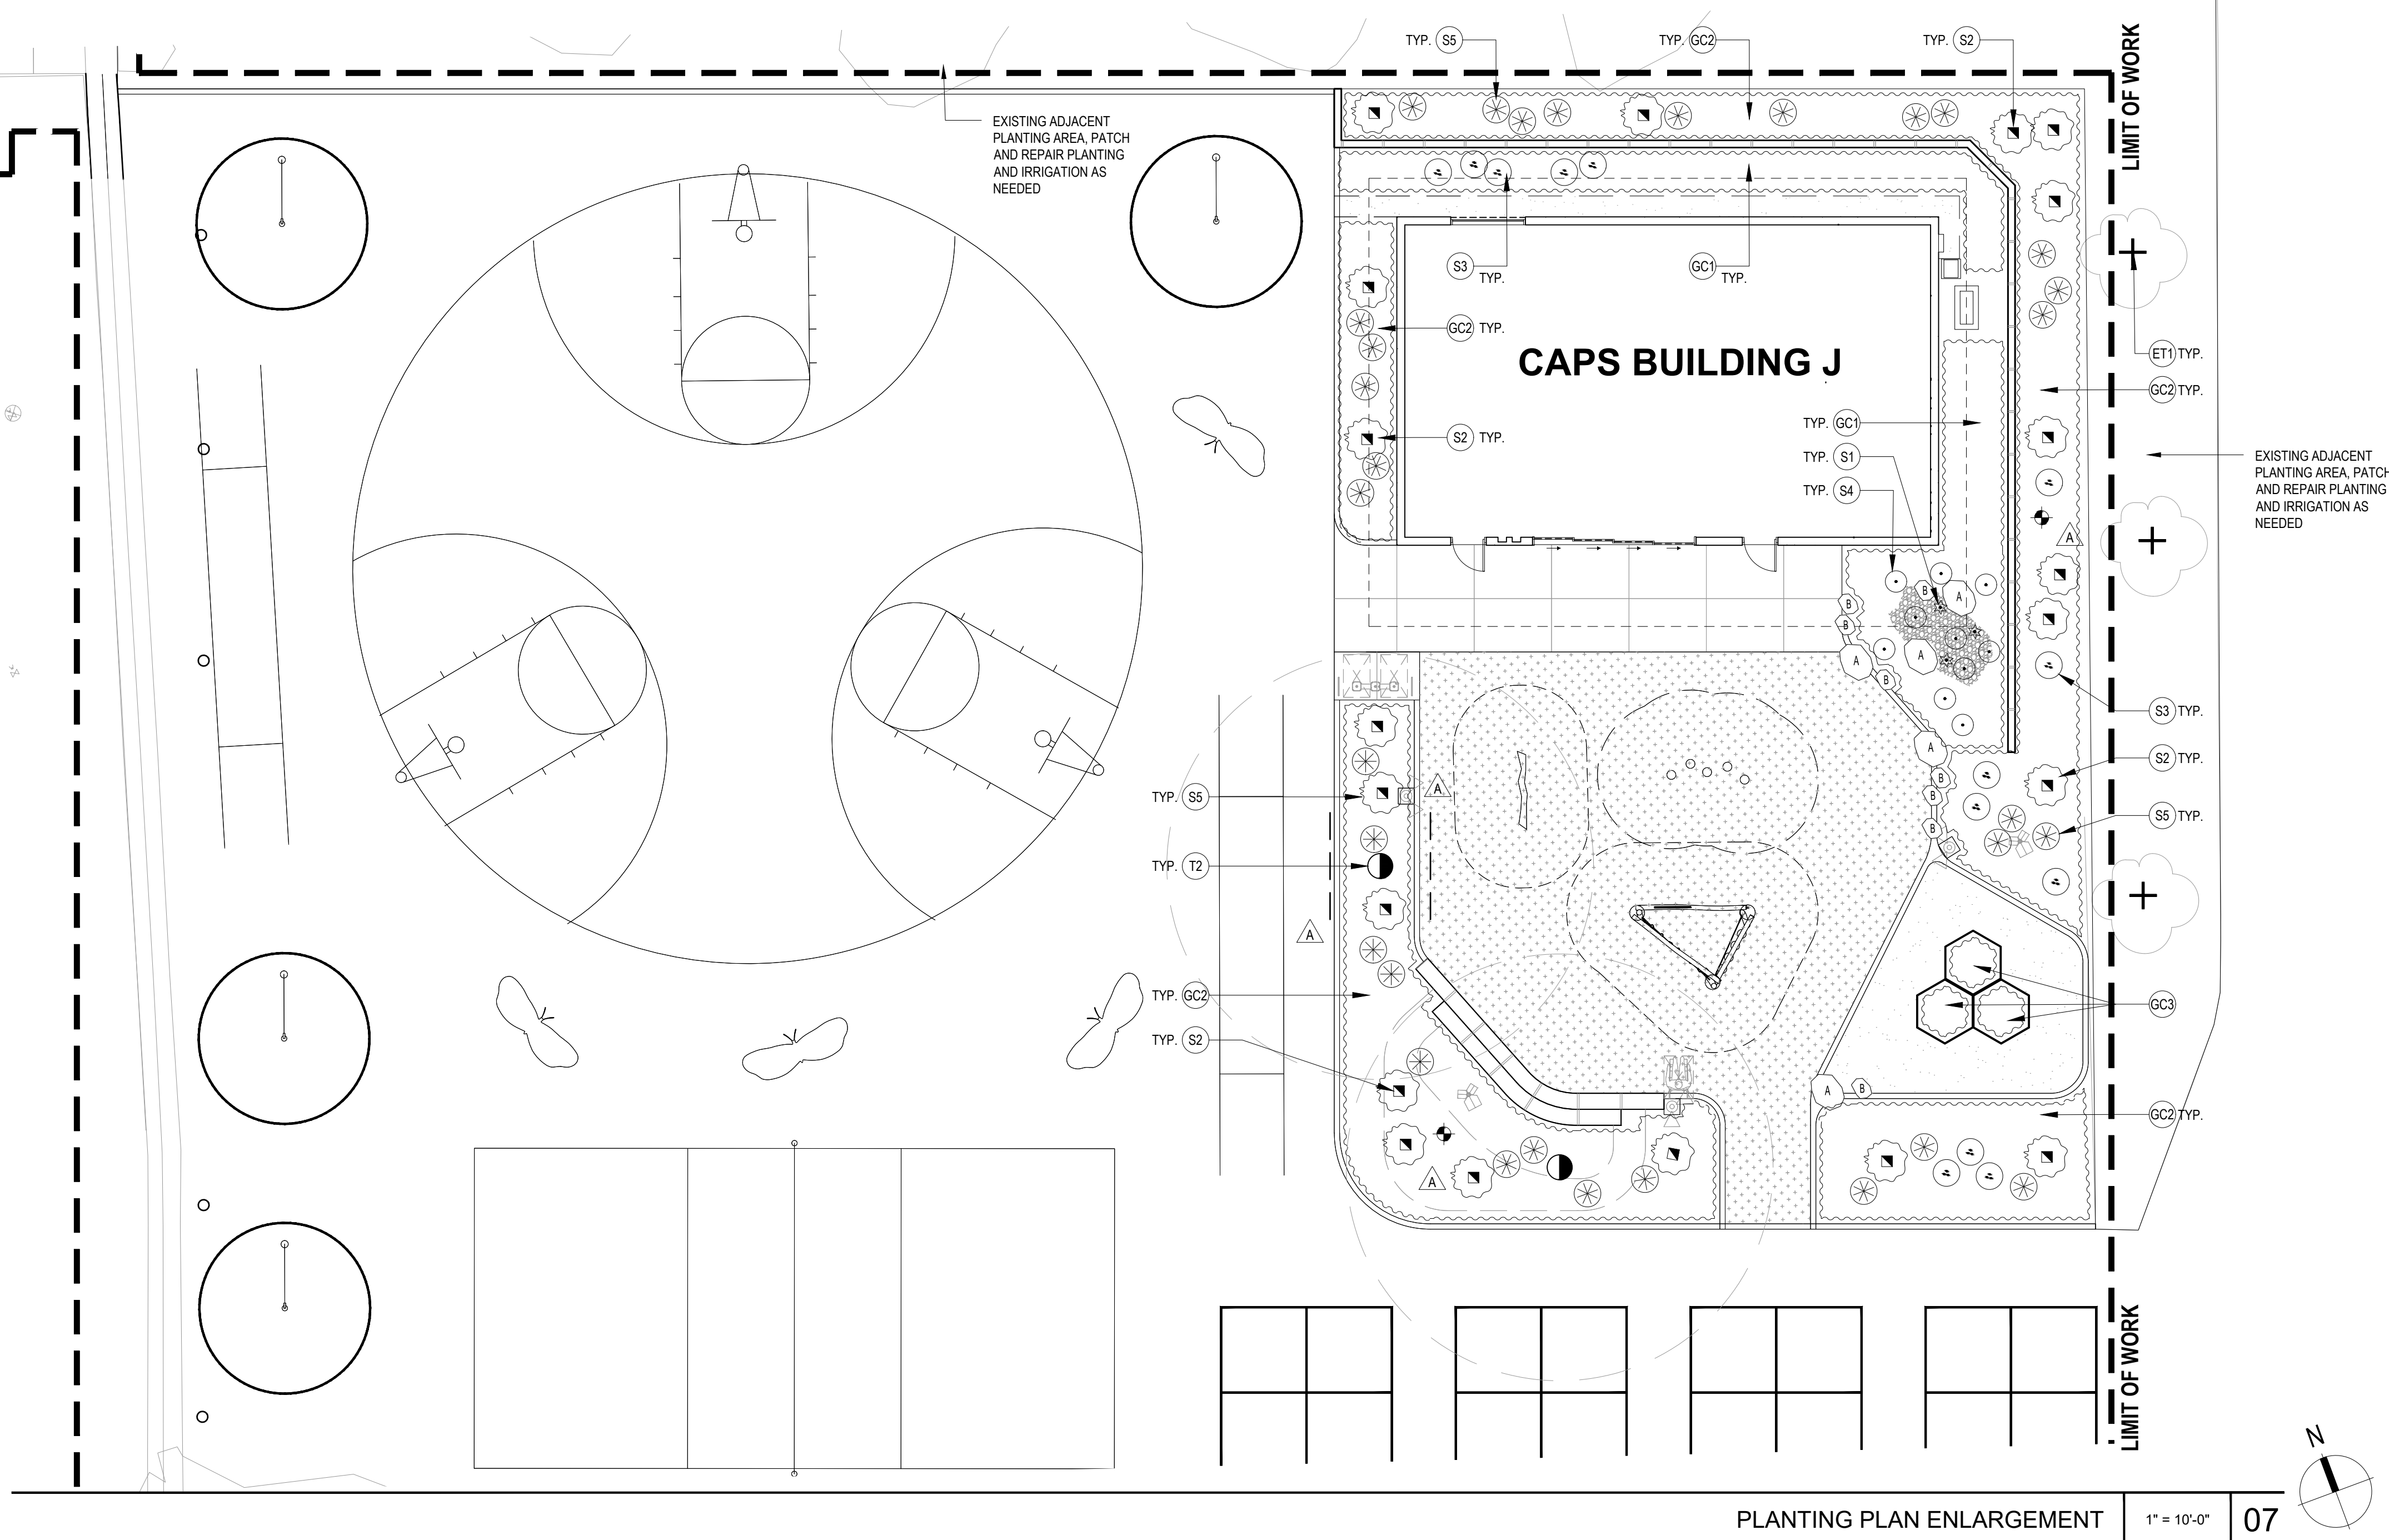 TYP. S5
TYP. GC2
TYP. S2
LIMIT OF WORK
EXISTING ADJACENT
PLANTING AREA, PATCH
AND REPAIR PLANTING
AND IRRIGATION AS
NEEDED
S3 TYP.
GC1 TYP.
GC2 TYP.
CAPS BUILDING J
ET1 TYP.
GC2 TYP.
S2 TYP.
TYP. GC1
TYP. S1
TYP. S4
EXISTING ADJACENT
PLANTING AREA, PATCH
AND REPAIR PLANTING
AND IRRIGATION AS
NEEDED
A
B
A
B
B
A
A
B
S3 TYP.
A
S2 TYP.
B
A
TYP. S5
B
S5 TYP.
B
TYP. T2
A
TYP. GC2
GC3
TYP. S2
A
B
GC2 TYP.
A
LIMIT OF WORK
N
PLANTING PLAN ENLARGEMENT
1" = 10'-0"
07